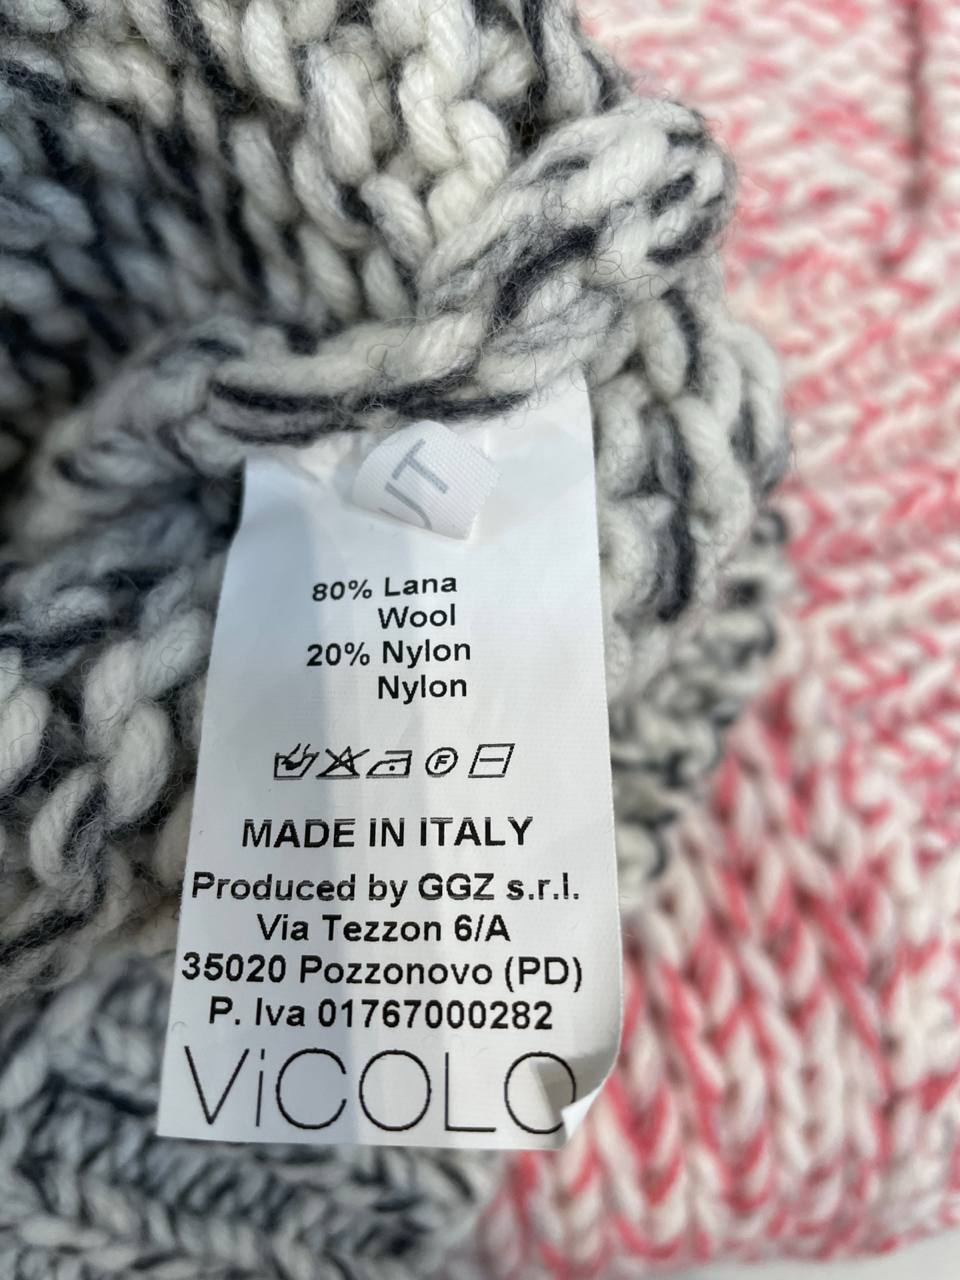 UT
80% Lana
Wool
20% Nylon
Nylon
MADE IN ITALY
Produced by GGZ s.r.l.
Via Tezzon 6/A
35020 Pozzonovo (PD)
P. Iva 01767000282
ViCOLO